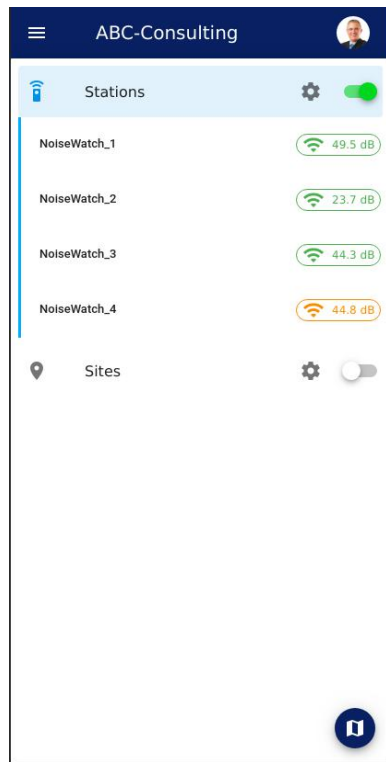 ABC-Consulting
Stations
NoiseWatch_1 49.5 dB
NoiseWatch_2 23.7 dB
NoiseWatch_3 44.3 dB
NoiseWatch_4 44.8 dB
Sites